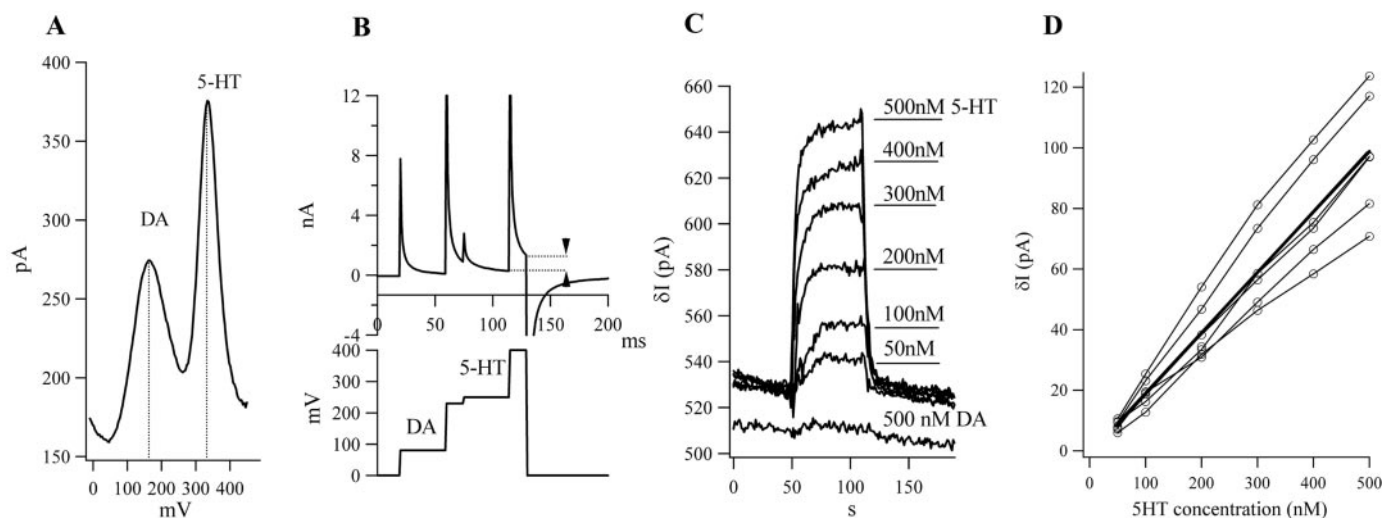 A
400
350
300
250
200
150
pA
DA
5-HT
0 100 200 300 400
mV
B
12
8
4
0
-4
nA
0 50 100 150 200
ms
400
300
200
100
0
mV
DA
5-HT
C
660
640
620
600
580
560
540
520
500
δI (pA)
500nM 5-HT
400nM
300nM
200nM
100nM
50nM
500 nM DA
0 50 100 150
s
D
120
100
80
60
40
20
0
δI (pA)
100 200 300 400 500
5HT concentration (nM)